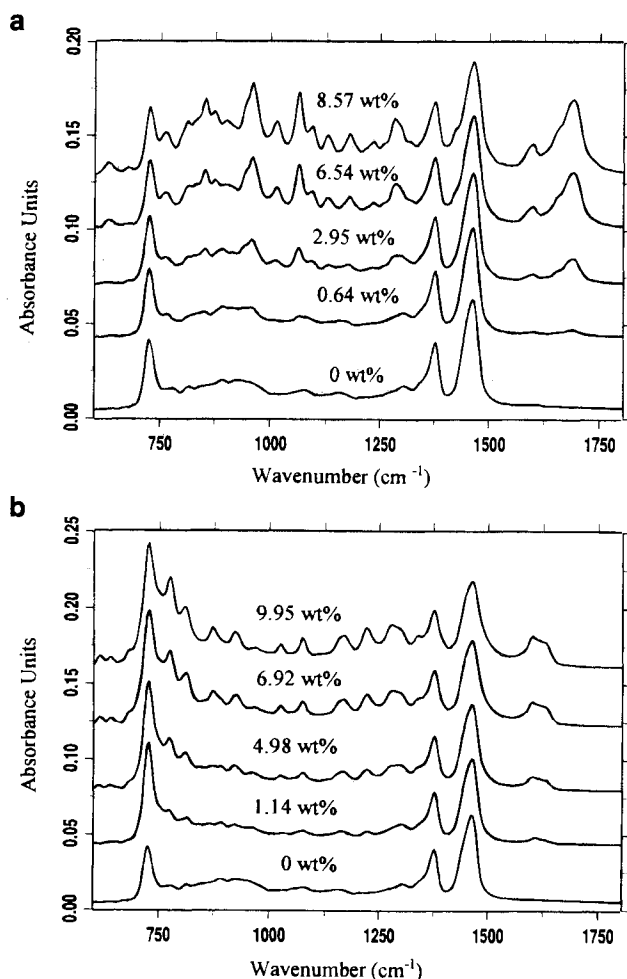 a
0.20
0.15
0.10
0.05
0.00
Absorbance Units
8.57 wt%
6.54 wt%
2.95 wt%
0.64 wt%
0 wt%
750 1000 1250 1500 1750
Wavenumber (cm -1)
b
0.25
0.20
0.15
0.10
0.05
0.00
Absorbance Units
9.95 wt%
6.92 wt%
4.98 wt%
1.14 wt%
0 wt%
750 1000 1250 1500 1750
Wavenumber (cm-1)